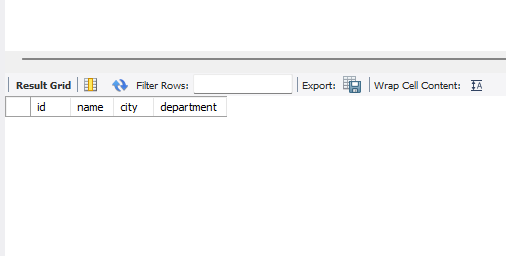 Result Grid Filter Rows: Export: Wrap Cell Content:
id name city department